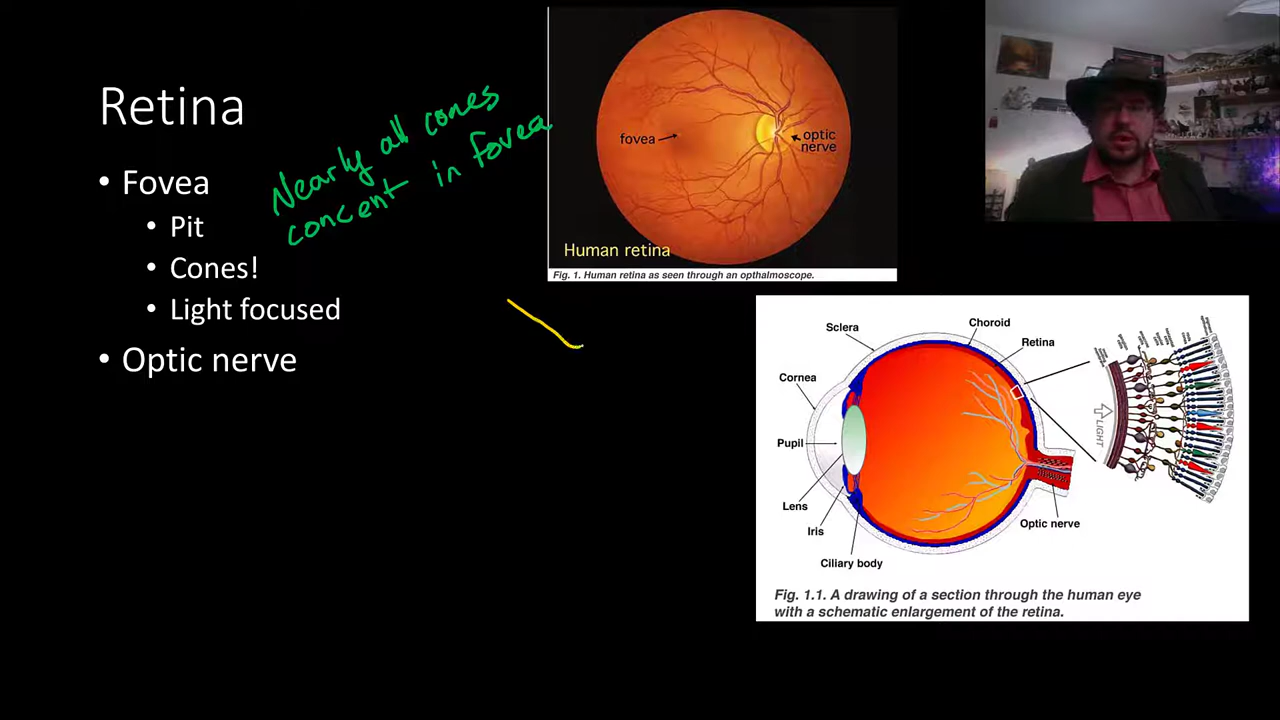 Retina
• Fovea
• Pit
• Cones!
• Light focused
• Optic nerve
Nearly all cones
concent in fovea
fovea
optic
nerve
Human retina
Fig. 1. Human retina as seen through an opthalmoscope.
Sclera
Choroid
Retina
Cornea
Pupil
Lens
Iris
Ciliary body
Optic nerve
LIGHT
Fig. 1.1. A drawing of a section through the human eye
with a schematic enlargement of the retina.